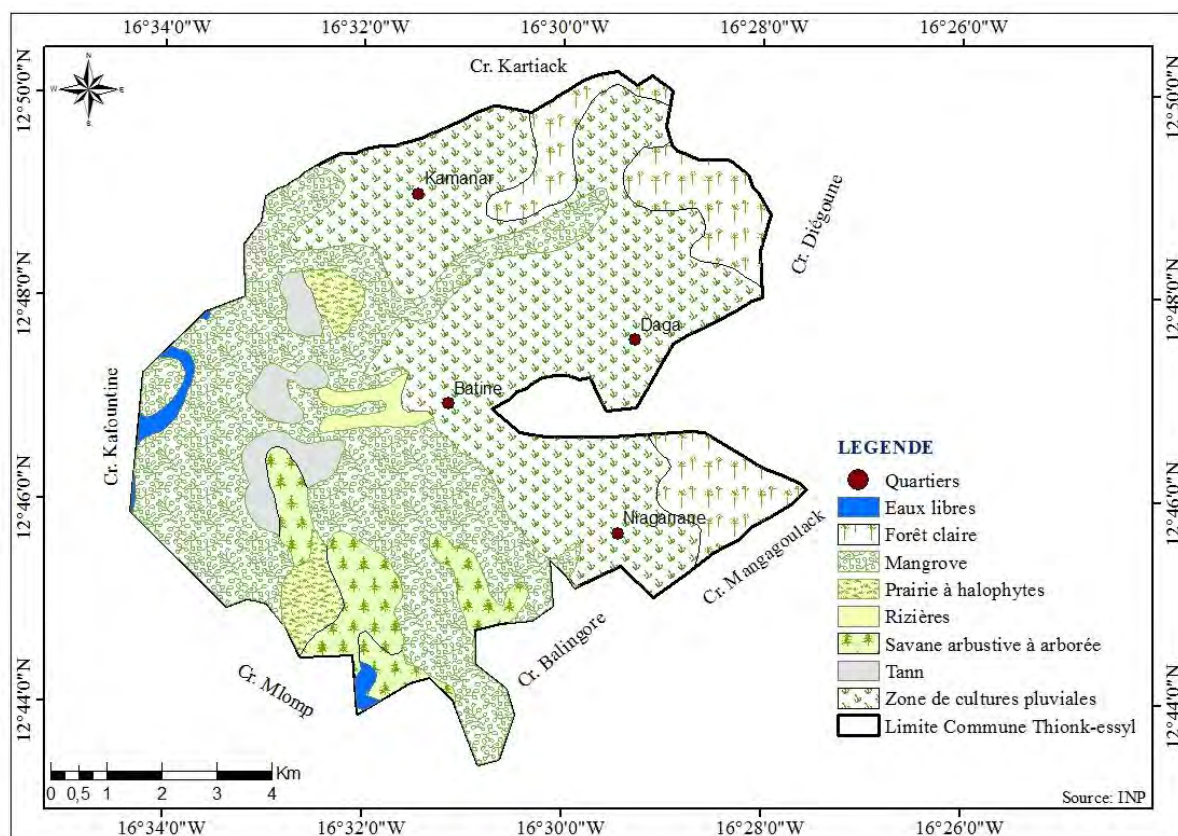 16°34'0"W 16°32'0"W 16°30'0"W 16°28'0"W 16°26'0"W
N
W E
S
12°50'0"N
12°48'0"N
12°46'0"N
12°44'0"N
Cr. Kartiack
Kamanar
Cr. Diégoune
Daga
Batine
Cr. Kafountine
Niaganane
Cr. Mangagoulack
Cr. Balingore
Cr. Mlomp
12°50'0"N
12°48'0"N
12°46'0"N
12°44'0"N
LEGENDE
Quartiers
Eaux libres
Forêt claire
Mangrove
Prairie à halophytes
Rizières
Savane arbustive à arborée
Tann
Zone de cultures pluviales
Limite Commune Thionk-essyl
Km
0 0,5 1 2 3 4
Source: INP
16°34'0"W 16°32'0"W 16°30'0"W 16°28'0"W 16°26'0"W